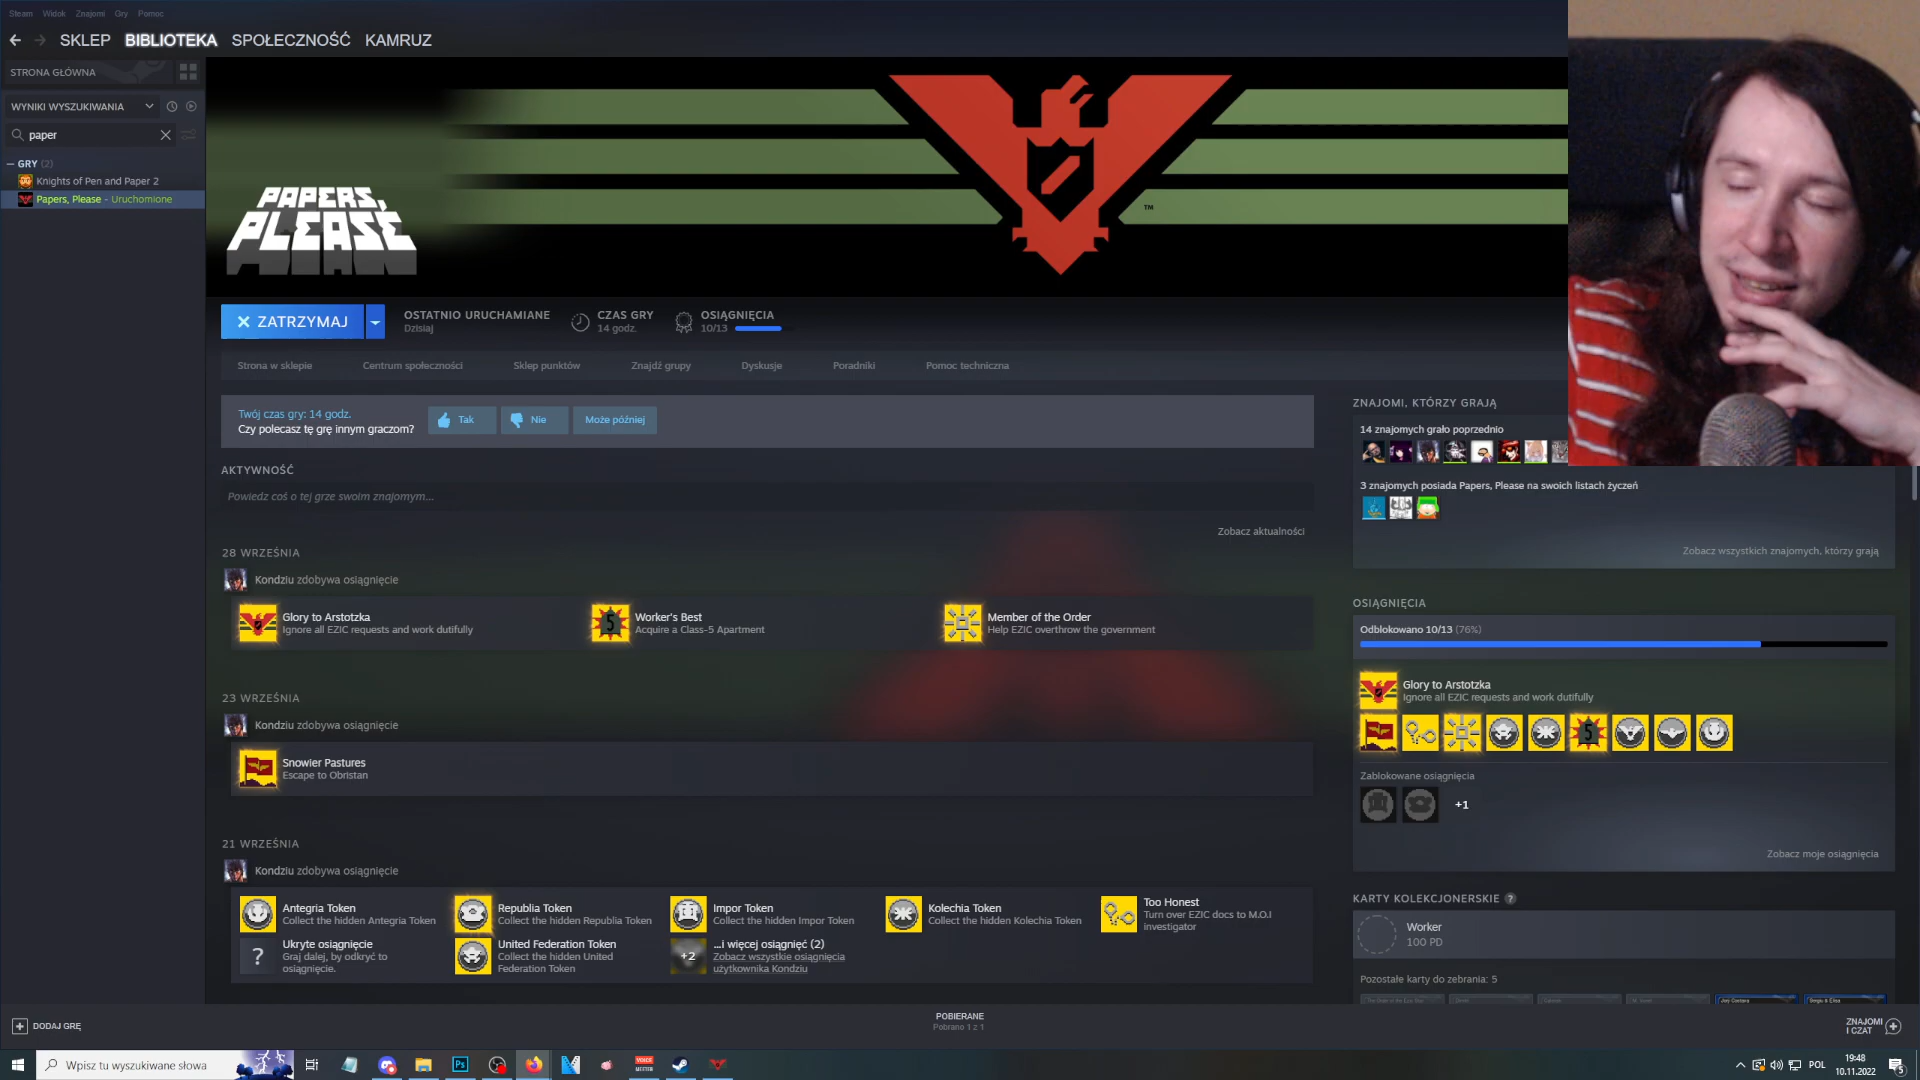 Steam Widok Znajomi Gry Pomoc
SKLEP BIBLIOTEKA SPOŁECZNOŚĆ KAMRUZ
STRONA GŁÓWNA
WYNIKI WYSZUKIWANIA
paper
GRY (2)
Knights of Pen and Paper 2
Papers, Please - Uruchomione
PAPERS,
PLEASE
TM
ZATRZYMAJ
OSTATNIO URUCHAMIANE
Dzisiaj
CZAS GRY
14 godz.
OSIĄGNIĘCIA
10/13
Strona w sklepie Centrum społeczności Sklep punktów Znajdź grupy Dyskusje Poradniki Pomoc techniczna
Twój czas gry: 14 godz.
Czy polecasz tę grę innym graczom?
Tak Nie Może później
AKTYWNOŚĆ
Powiedz coś o tej grze swoim znajomym...
Zobacz aktualności
28 WRZEŚNIA
Kondziu zdobywa osiągnięcie
Glory to Arstotzka
Ignore all EZIC requests and work dutifully
5
Worker's Best
Acquire a Class-5 Apartment
Member of the Order
Help EZIC overthrow the government
23 WRZEŚNIA
Kondziu zdobywa osiągnięcie
Snowier Pastures
Escape to Obristan
21 WRZEŚNIA
Kondziu zdobywa osiągnięcie
Antegria Token
Collect the hidden Antegria Token
Republia Token
Collect the hidden Republia Token
Impor Token
Collect the hidden Impor Token
Kolechia Token
Collect the hidden Kolechia Token
Too Honest
Turn over EZIC docs to M.O.I
investigator
?
Ukryte osiągnięcie
Graj dalej, by odkryć to
osiągnięcie.
United Federation Token
Collect the hidden United
Federation Token
+2
...i więcej osiągnięć (2)
Zobacz wszystkie osiągnięcia
użytkownika Kondziu
ZNAJOMI, KTÓRZY GRAJĄ
14 znajomych grało poprzednio
3 znajomych posiada Papers, Please na swoich listach życzeń
Zobacz wszystkich znajomych, którzy grają
OSIĄGNIĘCIA
Odblokowano 10/13 (76%)
Glory to Arstotzka
Ignore all EZIC requests and work dutifully
5
Zablokowane osiągnięcia
+1
Zobacz moje osiągnięcia
KARTY KOLEKCJONERSKIE ?
Worker
100 PD
Pozostałe karty do zebrania: 5
DODAJ GRĘ
POBIERANE
Pobrano 1 z 1
ZNAJOMI
I CZAT
Wpisz tu wyszukiwane słowa
Ps
VOICE
MEETER
POL
19:48
10.11.2022
5